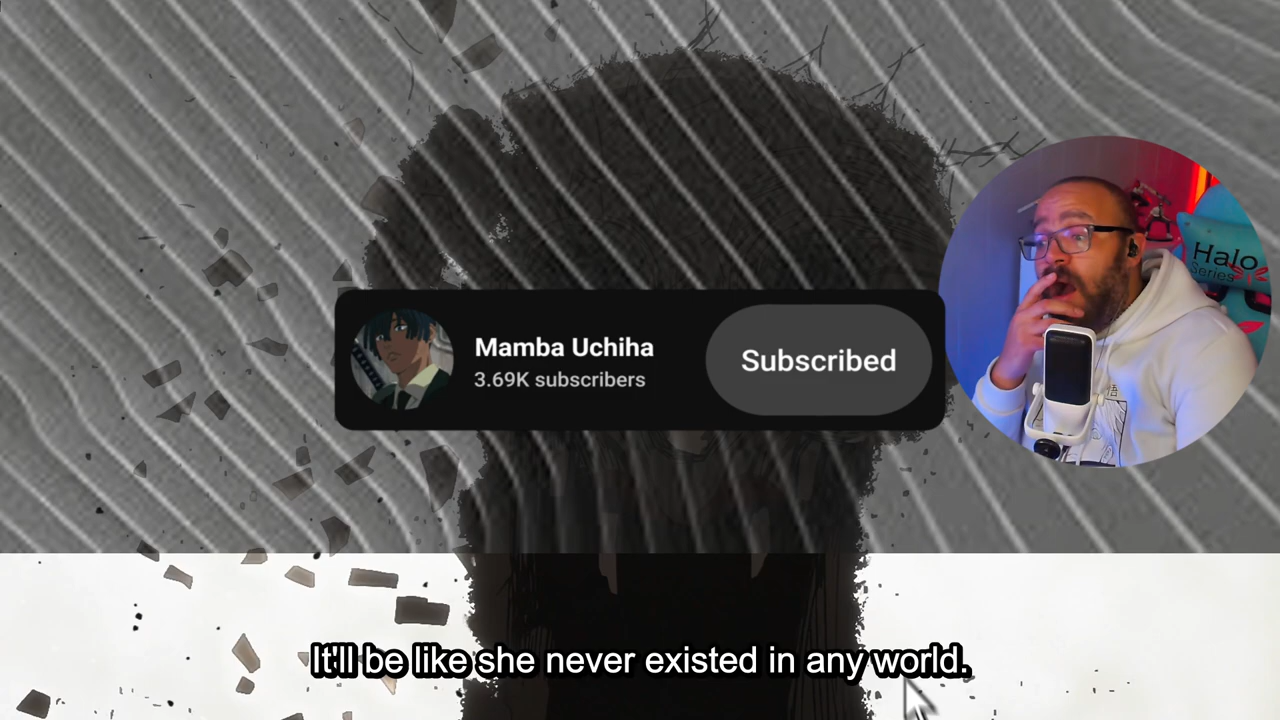 Mamba Uchiha
3.69K subscribers
Subscribed
Halo
Series
It'll be like she never existed in any world.